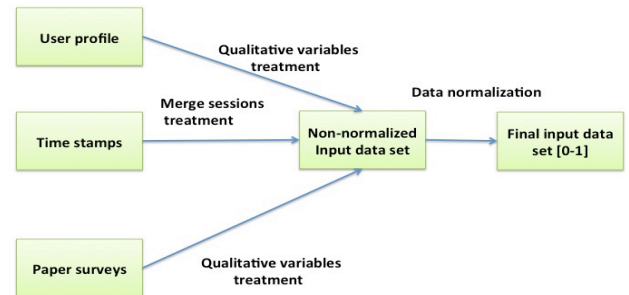 User profile
Qualitative variables
treatment
Data normalization
Merge sessions
treatment
Time stamps
Non-normalized
Input data set
Final input data
set [0-1]
Paper surveys
Qualitative variables
treatment